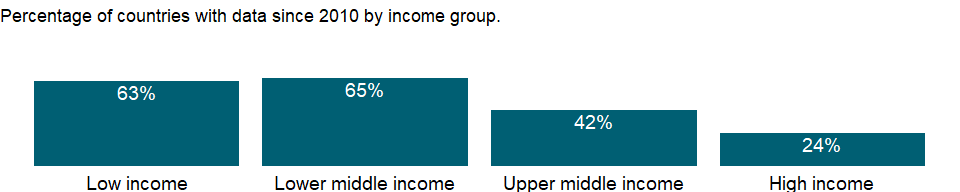 Percentage of countries with data since 2010 by income group.
63%
65%
42%
24%
Low income
Lower middle income
Upper middle income
High income